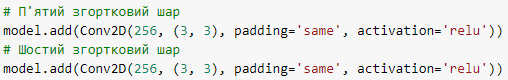 # П'ятий згортковий шар
model.add(Conv2D(256, (3, 3), padding='same', activation='relu'))
# Шостий згортковий шар
model.add(Conv2D(256, (3, 3), padding='same', activation='relu'))